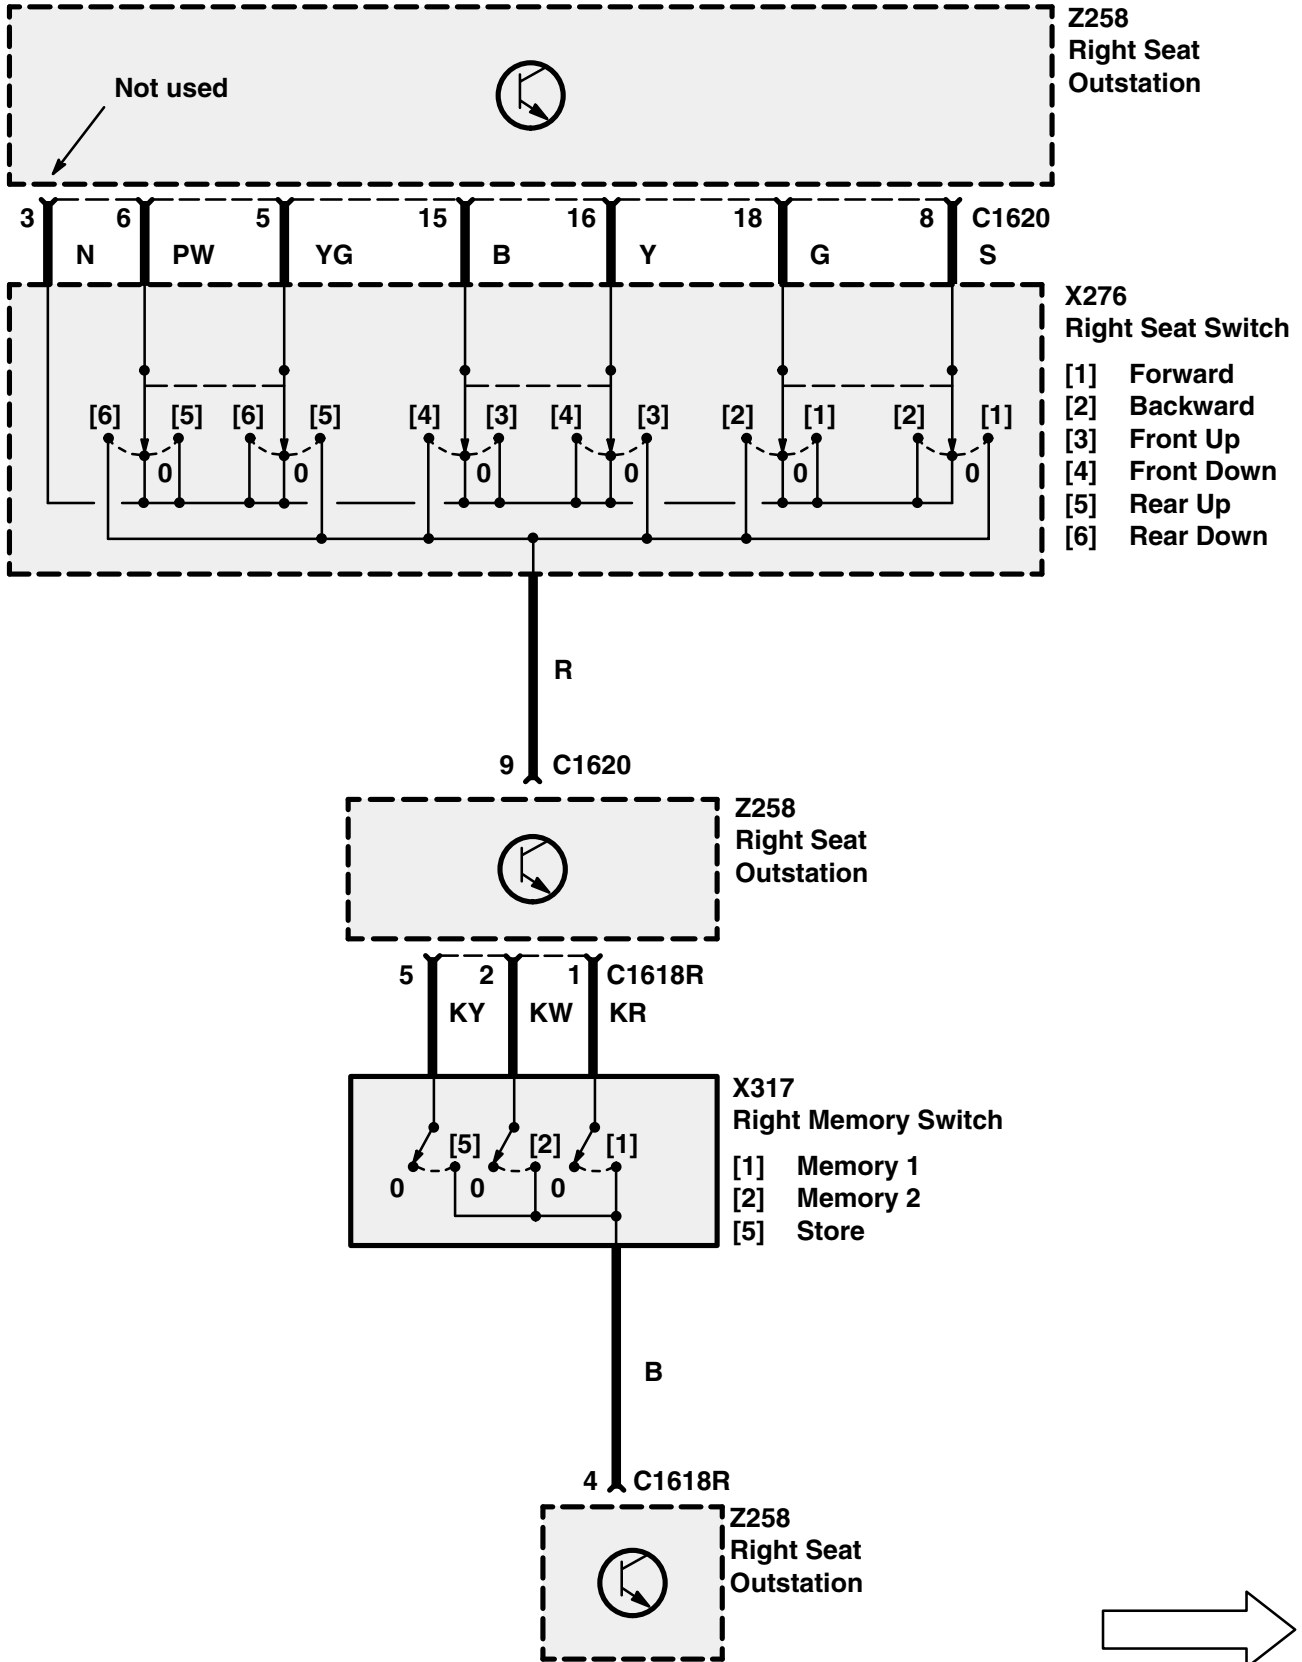 Z258
Right Seat
Outstation
Not used
3 6 5 15 16 18 8 C1620
N PW YG B Y G S
X276
Right Seat Switch
[1] Forward
[2] Backward
[3] Front Up
[4] Front Down
[5] Rear Up
[6] Rear Down
[6] [5] [6] [5] [4] [3] [4] [3] [2] [1] [2] [1]
0 0 0 0 0 0
R
9 C1620
Z258
Right Seat
Outstation
5 2 1 C1618R
KY KW KR
X317
Right Memory Switch
[1] Memory 1
[2] Memory 2
[5] Store
[5] [2] [1]
0 0 0
B
4 C1618R
Z258
Right Seat
Outstation